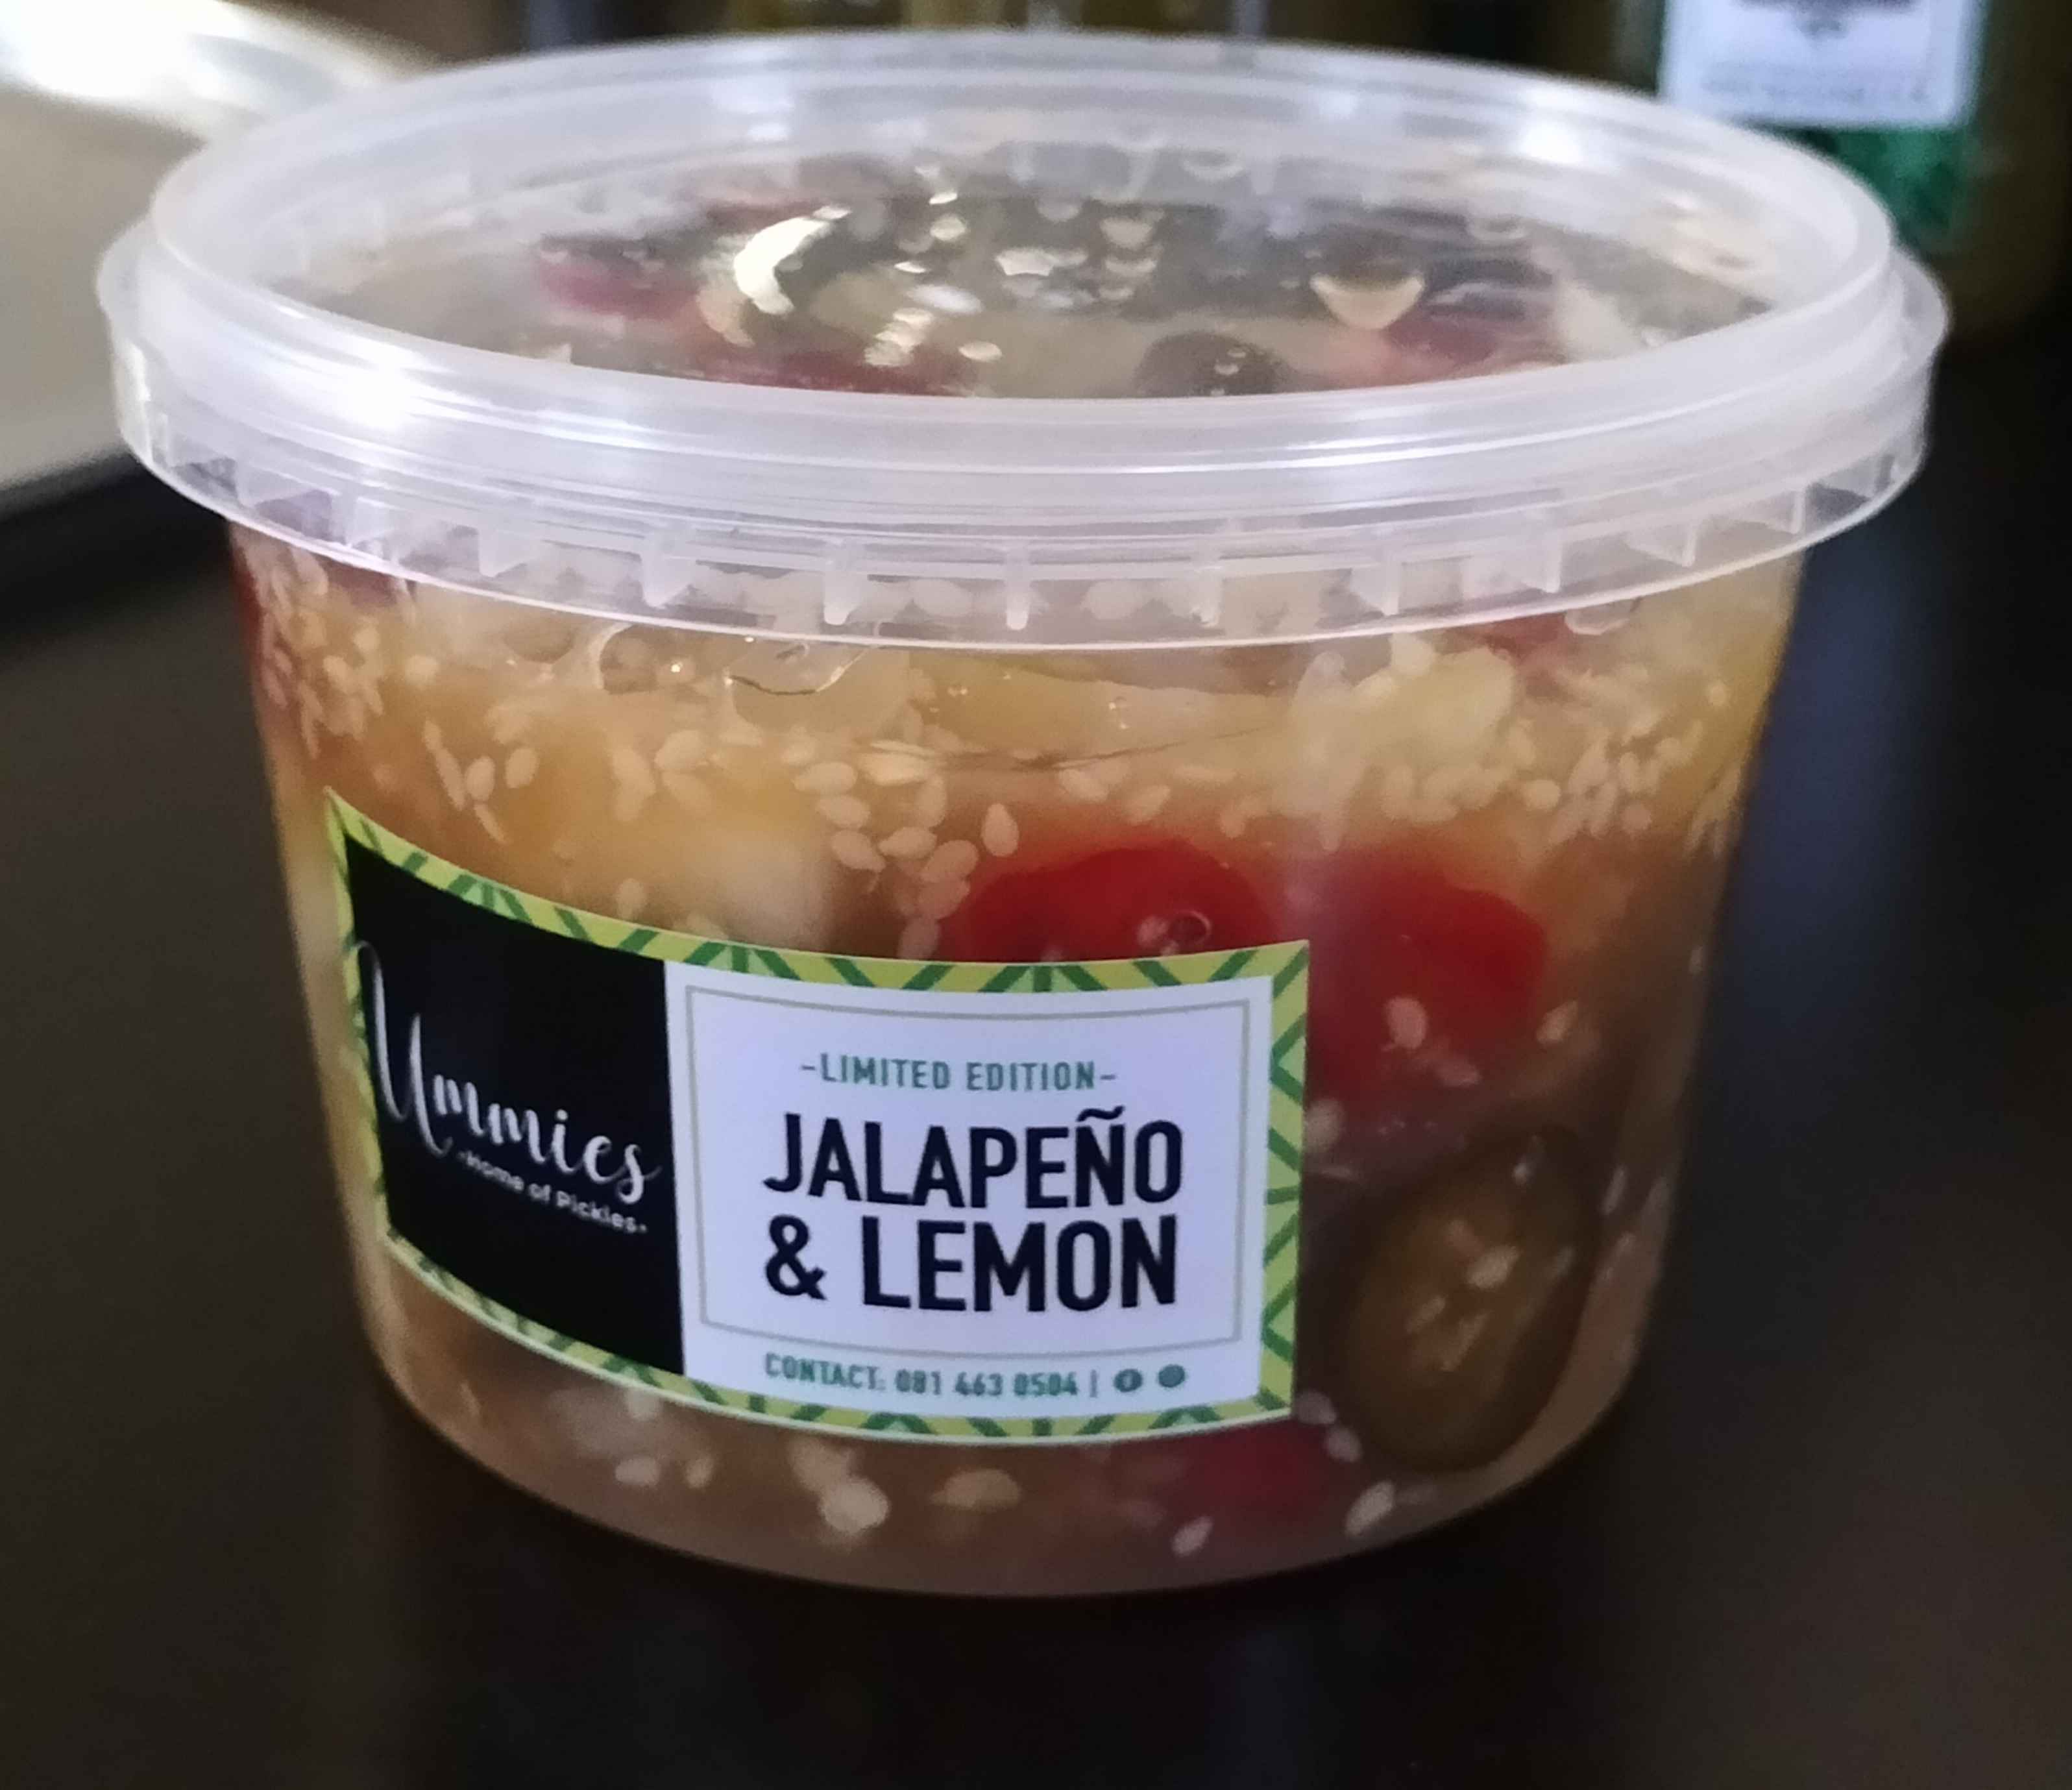 Ummies
-Home of Pickles-
-LIMITED EDITION-
JALAPEÑO
& LEMON
CONTACT: 081 463 0504 |